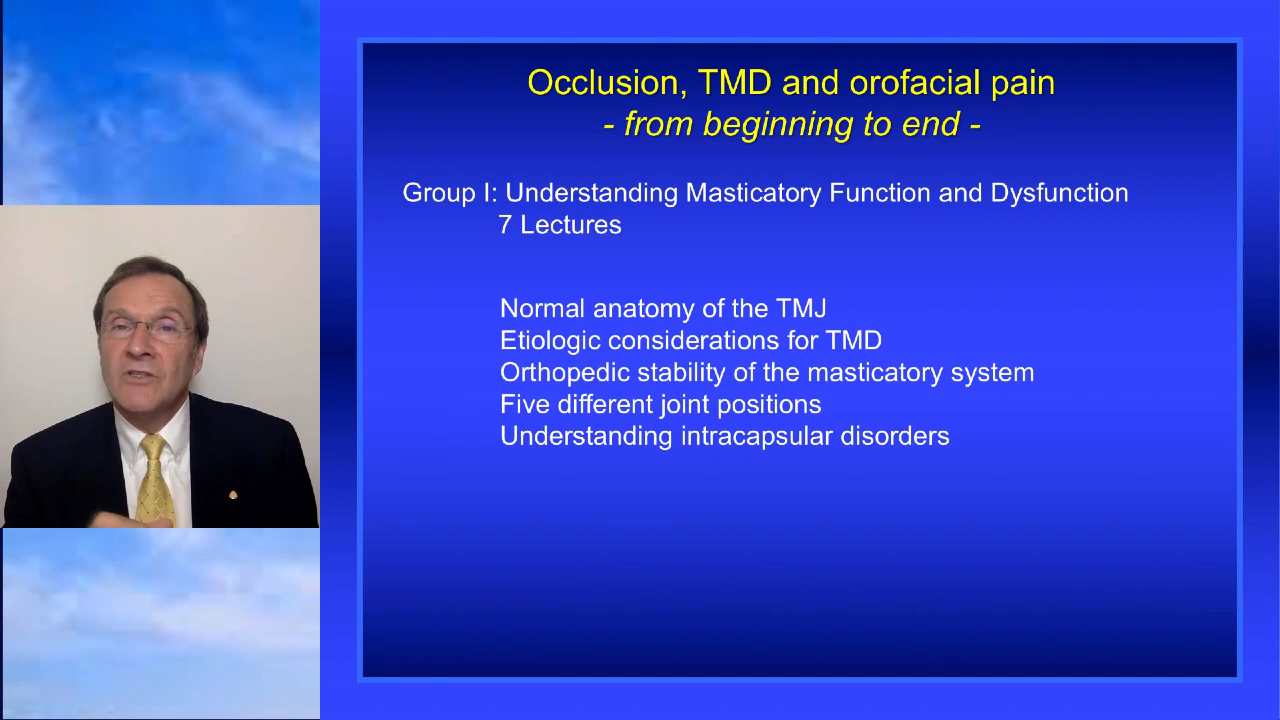 Occlusion, TMD and orofacial pain
- from beginning to end -
Group I: Understanding Masticatory Function and Dysfunction
7 Lectures
Normal anatomy of the TMJ
Etiologic considerations for TMD
Orthopedic stability of the masticatory system
Five different joint positions
Understanding intracapsular disorders